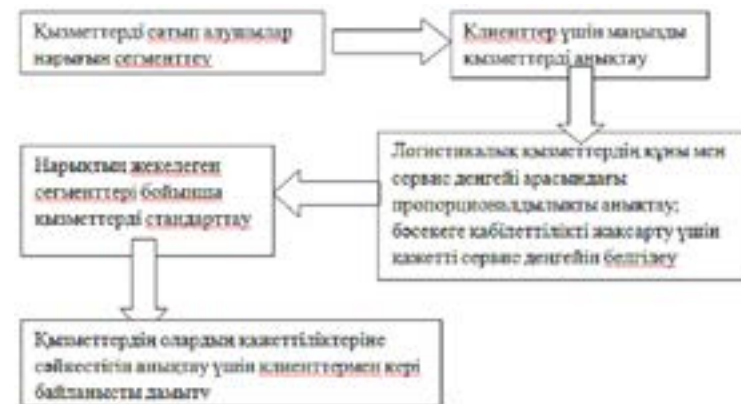 Қызметтерді сатып алушылар
нарығын сегменттеу
Клиенттер үшін маңызды
қызметтерді анықтау
Логистикалық қызметтердің құны мен
сервис деңгейі арасындағы
пропорционалдылықты анықтау;
бәсекеге қабілеттілікті жақсарту үшін
қажетті сервис деңгейін белгілеу
Нарықтың жекелеген
сегменттері бойынша
қызметтерді стандарттау
Қызметтердің олардың қажеттіліктеріне
сәйкестігін анықтау үшін клиенттермен кері
байланысты дамыту